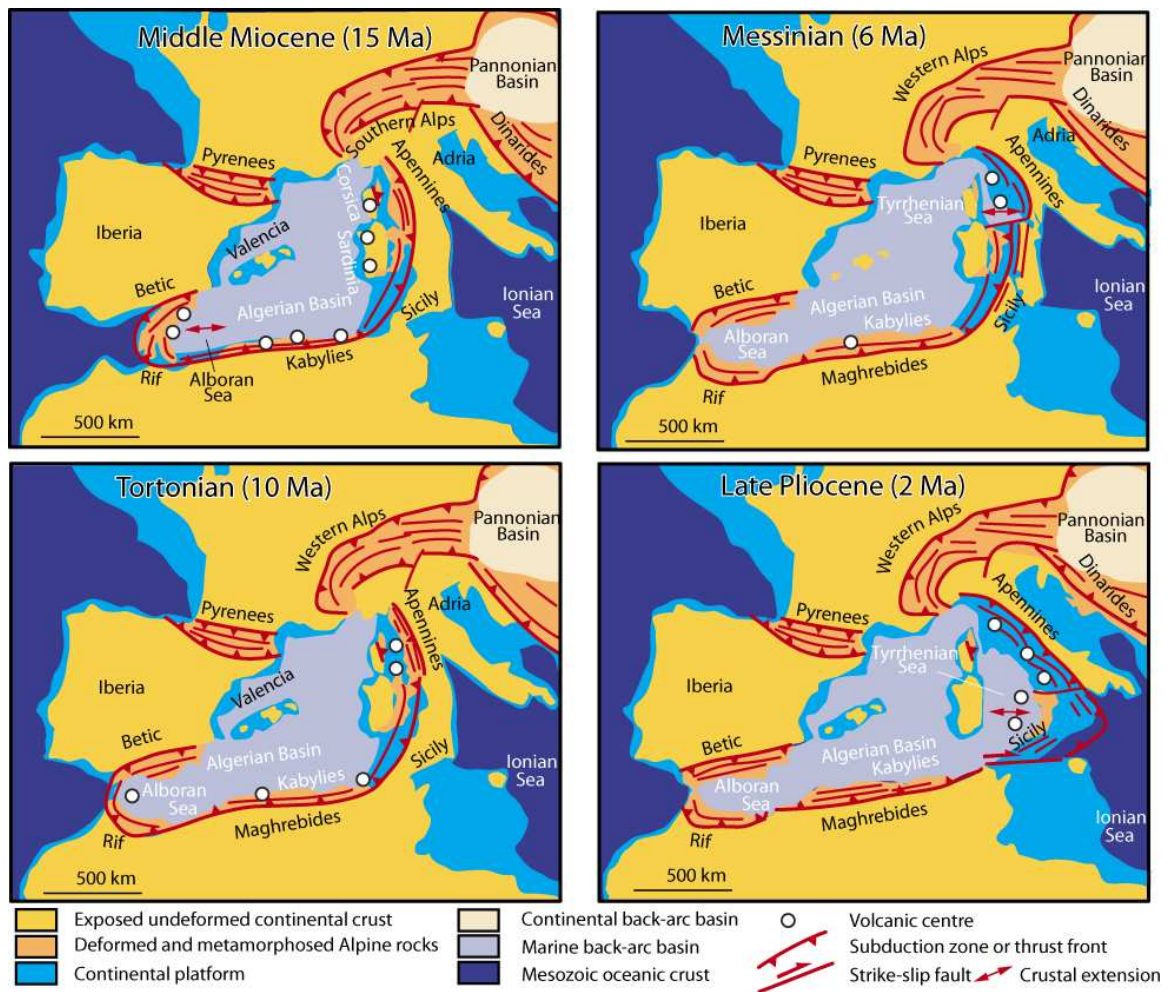 Middle Miocene (15 Ma)
Pannonian
Basin
Southern Alps
Dinarides
Adria
Apennines
Pyrenees
Corsica
Iberia
Valencia
Sardinia
Betic
Algerian Basin
Sicily
Ionian
Sea
Kabylies
Rif
Alboran
Sea
500 km
Messinian (6 Ma)
Western Alps
Pannonian
Basin
Dinarides
Adria
Apennines
Pyrenees
Tyrrhenian
Sea
Iberia
Betic
Algerian Basin
Kabylies
Ionian
Sea
Sicily
Alboran
Sea
Maghrebides
Rif
500 km
Tortonian (10 Ma)
Western Alps
Pannonian
Basin
Apennines
Adria
Pyrenees
Iberia
Valencia
Betic
Algerian Basin
Kabylies
Sicily
Ionian
Sea
Alboran
Sea
Rif
Maghrebides
500 km
Late Pliocene (2 Ma)
Western Alps
Pannonian
Basin
Dinarides
Apennines
Pyrenees
Tyrrhenian
Sea
Iberia
Betic
Algerian Basin
Kabylies
Sicily
Alboran
Sea
Rif
Maghrebides
Ionian
Sea
500 km
Exposed undeformed continental crust
Deformed and metamorphosed Alpine rocks
Continental platform
Continental back-arc basin
Marine back-arc basin
Mesozoic oceanic crust
Volcanic centre
Subduction zone or thrust front
Strike-slip fault
Crustal extension